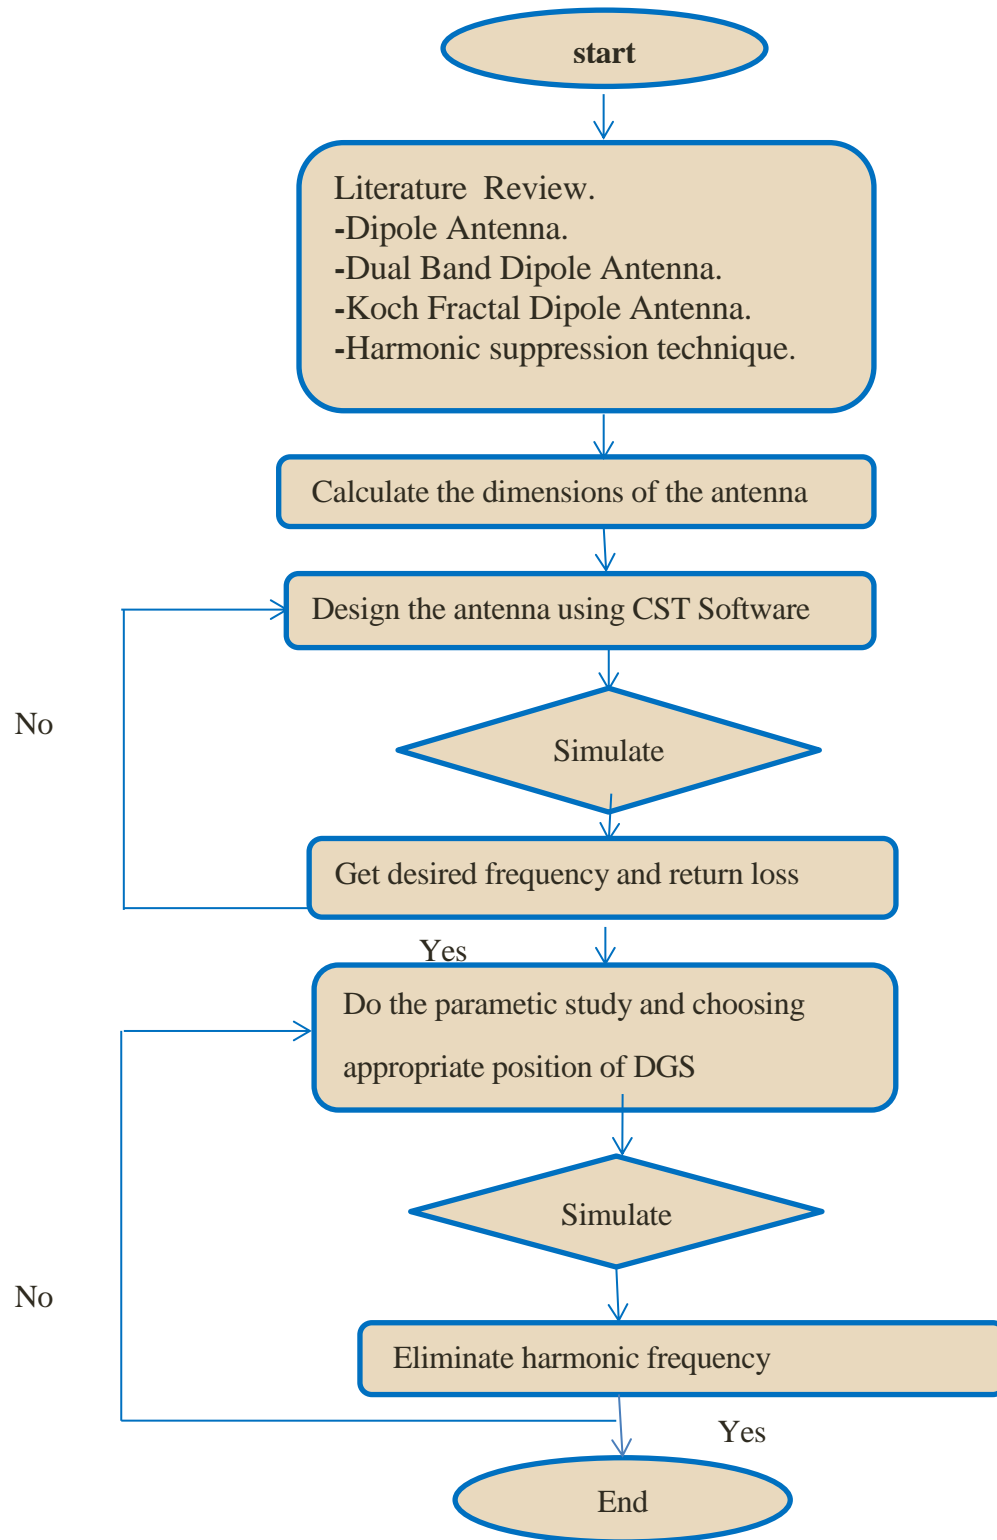 start
Literature Review.
-Dipole Antenna.
-Dual Band Dipole Antenna.
-Koch Fractal Dipole Antenna.
-Harmonic suppression technique.
Calculate the dimensions of the antenna
Design the antenna using CST Software
No
Simulate
Get desired frequency and return loss
Yes
Do the parametic study and choosing
appropriate position of DGS
Simulate
No
Eliminate harmonic frequency
Yes
End